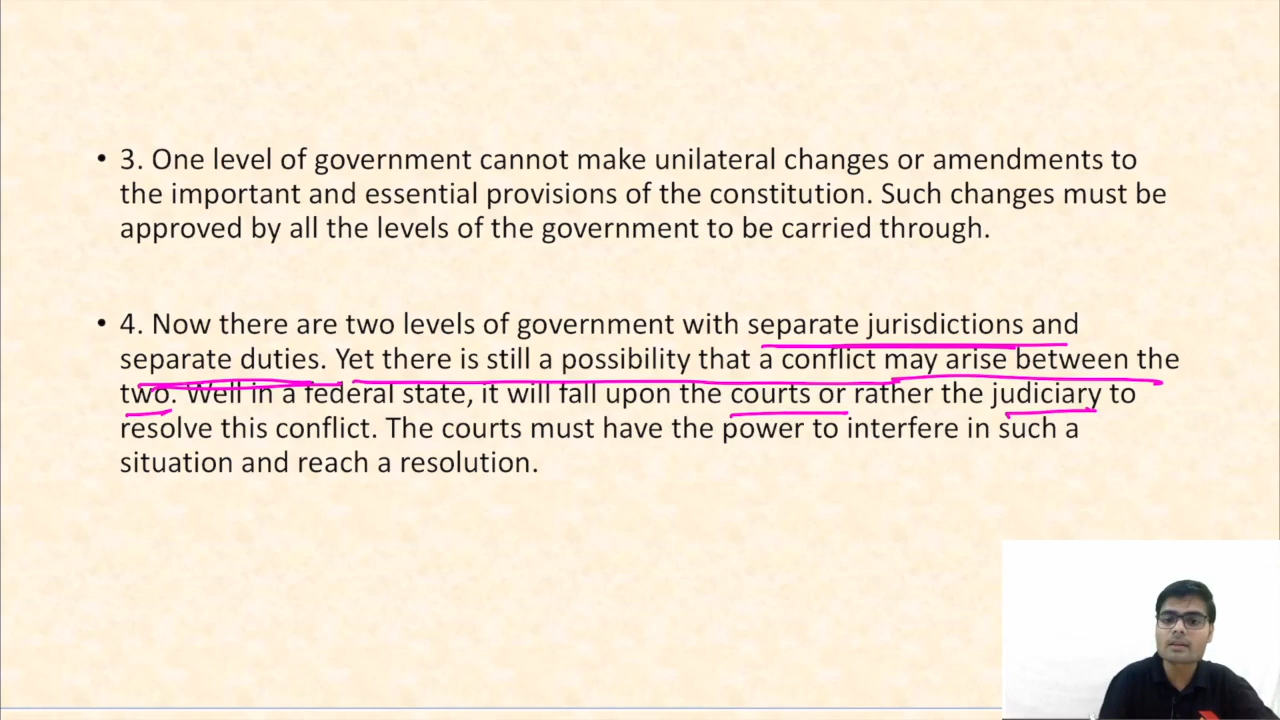 • 3. One level of government cannot make unilateral changes or amendments to
the important and essential provisions of the constitution. Such changes must be
approved by all the levels of the government to be carried through.
• 4. Now there are two levels of government with separate jurisdictions and
separate duties. Yet there is still a possibility that a conflict may arise between the
two. Well in a federal state, it will fall upon the courts or rather the judiciary to
resolve this conflict. The courts must have the power to interfere in such a
situation and reach a resolution.